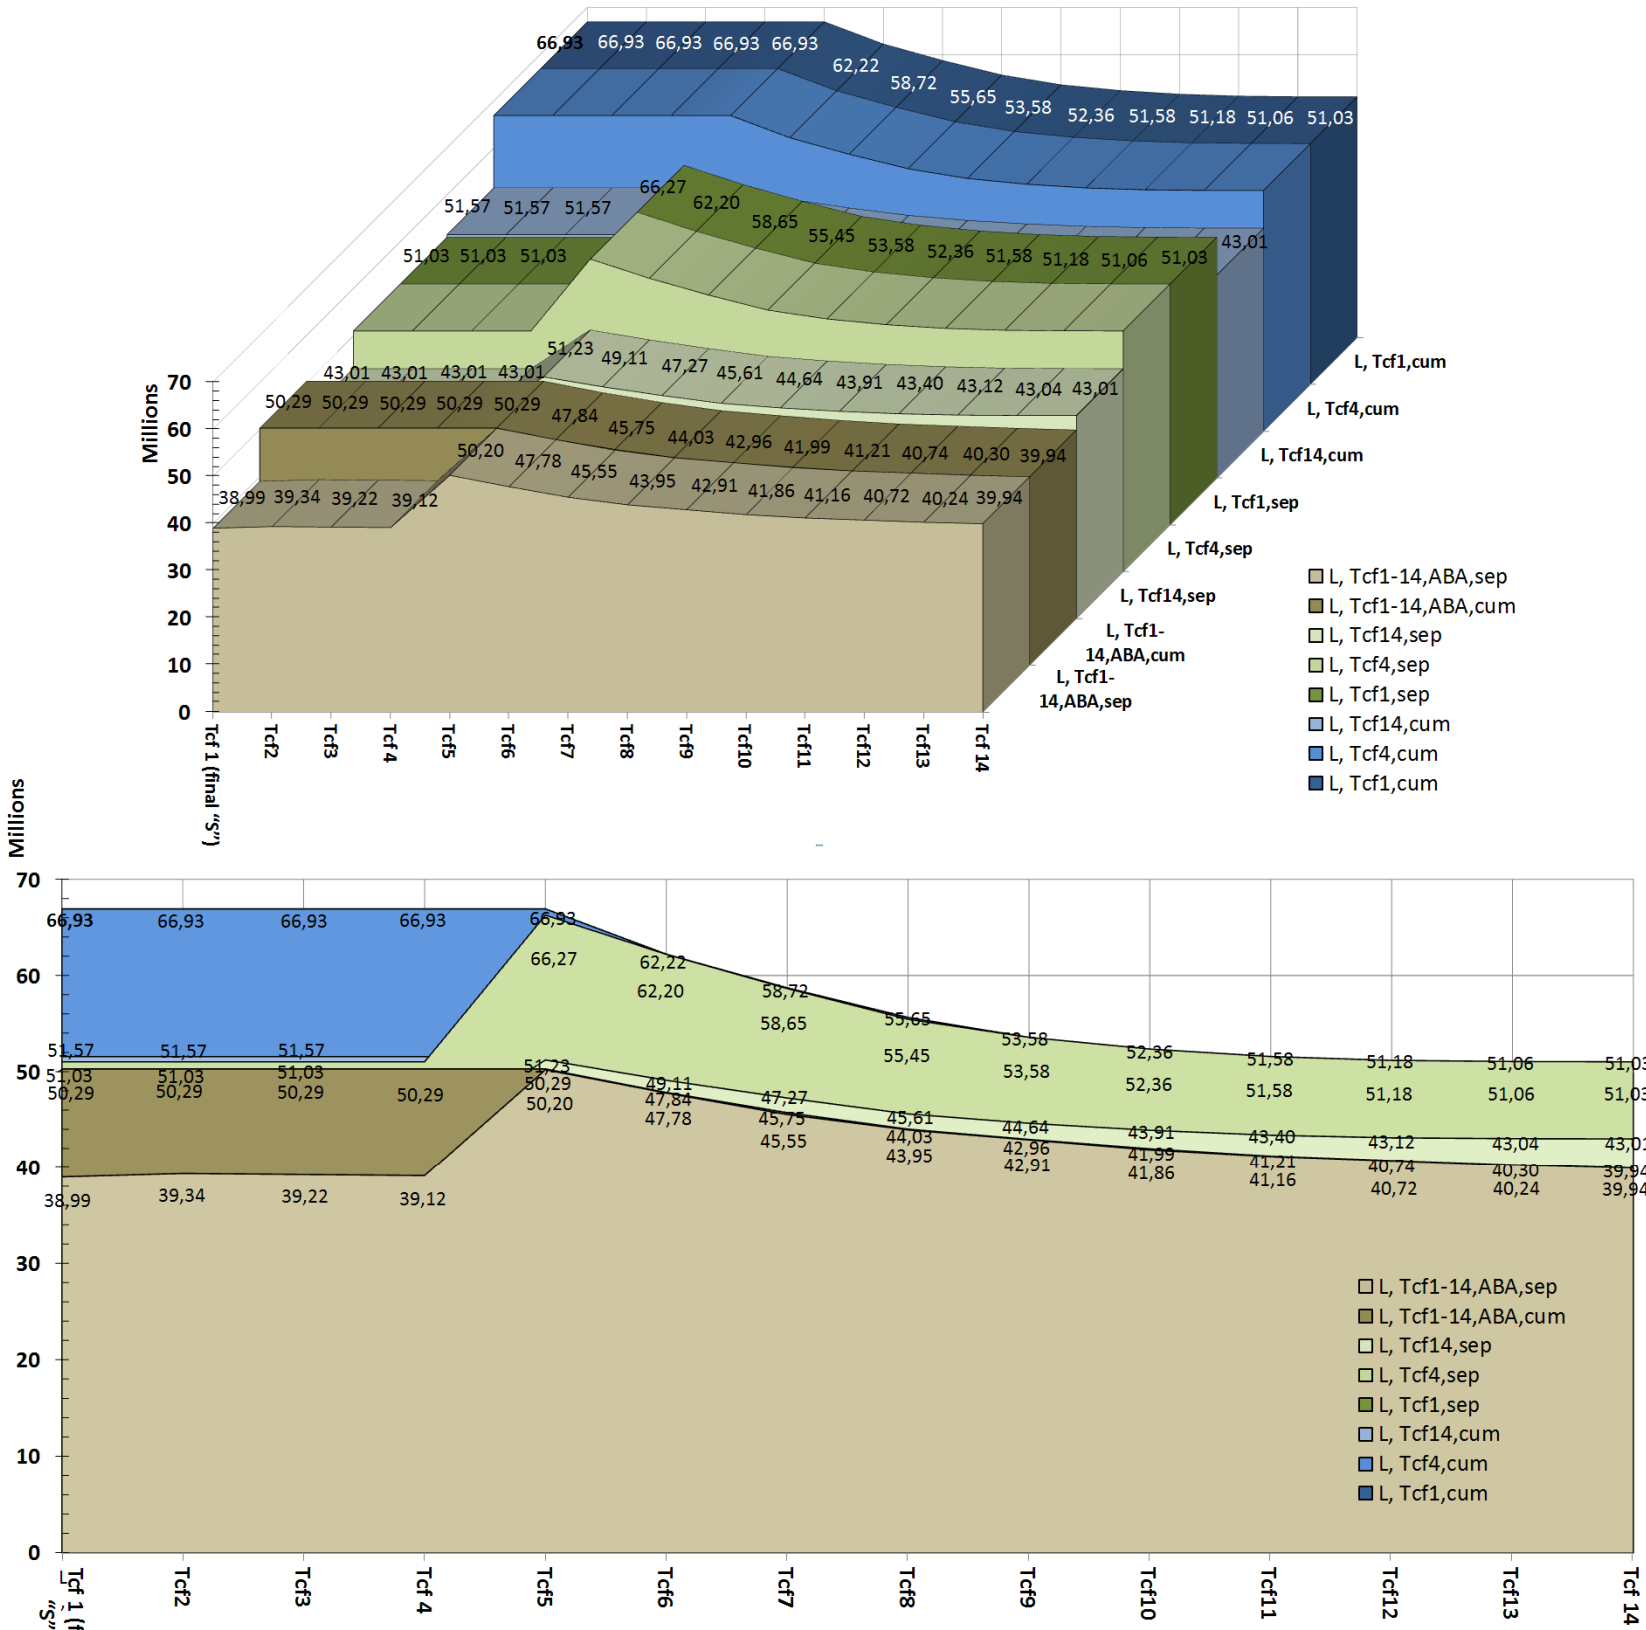 66,93 66,93 66,93 66,93 66,93
62,22
58,72
55,65
53,58
52,36 51,58 51,18 51,06 51,03
66,27
51,57 51,57 51,57
62,20
58,65
55,45
53,58 52,36 51,58 51,18 51,06 51,03
43,01
51,03 51,03 51,03
L, Tcf1,cum
51,23
49,11
47,27
45,61 44,64 43,91 43,40 43,12 43,04 43,01
43,01 43,01 43,01 43,01
L, Tcf4,cum
50,29 50,29 50,29 50,29 50,29
47,84
45,75
44,03 42,96 41,99 41,21 40,74 40,30 39,94
L, Tcf14,cum
50,20
47,78
45,55
43,95 42,91 41,86 41,16 40,72 40,24 39,94
38,99 39,34 39,22 39,12
L, Tcf1,sep
L, Tcf4,sep
L, Tcf14,sep
L, Tcf1-
14,ABA,cum
L, Tcf1-
14,ABA,sep
Millions
70
60
50
40
30
20
10
0
Tcf 1 (final “S”)
Tcf2
Tcf3
Tcf 4
Tcf5
Tcf6
Tcf7
Tcf8
Tcf9
Tcf10
Tcf11
Tcf12
Tcf13
Tcf 14
L, Tcf1-14,ABA,sep
L, Tcf1-14,ABA,cum
L, Tcf14,sep
L, Tcf4,sep
L, Tcf1,sep
L, Tcf14,cum
L, Tcf4,cum
L, Tcf1,cum
Millions
70
60
50
40
30
20
10
0
66,93 66,93 66,93 66,93 66,93
62,22 58,72 55,65 53,58 52,36 51,58 51,18 51,06 51,03
66,27 62,20 58,65 55,45 53,58 52,36 51,58 51,18 51,06 51,03
51,57 51,57 51,57
51,03 51,03 51,03
51,23 49,11 47,27 45,61 44,64 43,91 43,40 43,12 43,04 43,01
50,29 50,29 50,29 50,29 50,29 47,84 45,75 44,03 42,96 41,99 41,21 40,74 40,30 39,94
50,20 47,78 45,55 43,95 42,91 41,86 41,16 40,72 40,24 39,94
38,99 39,34 39,22 39,12
L, Tcf1-14,ABA,sep
L, Tcf1-14,ABA,cum
L, Tcf14,sep
L, Tcf4,sep
L, Tcf1,sep
L, Tcf14,cum
L, Tcf4,cum
L, Tcf1,cum
Tcf 1 (f
“S”
Tcf2
Tcf3
Tcf 4
Tcf5
Tcf6
Tcf7
Tcf8
Tcf9
Tcf10
Tcf11
Tcf12
Tcf13
Tcf 14